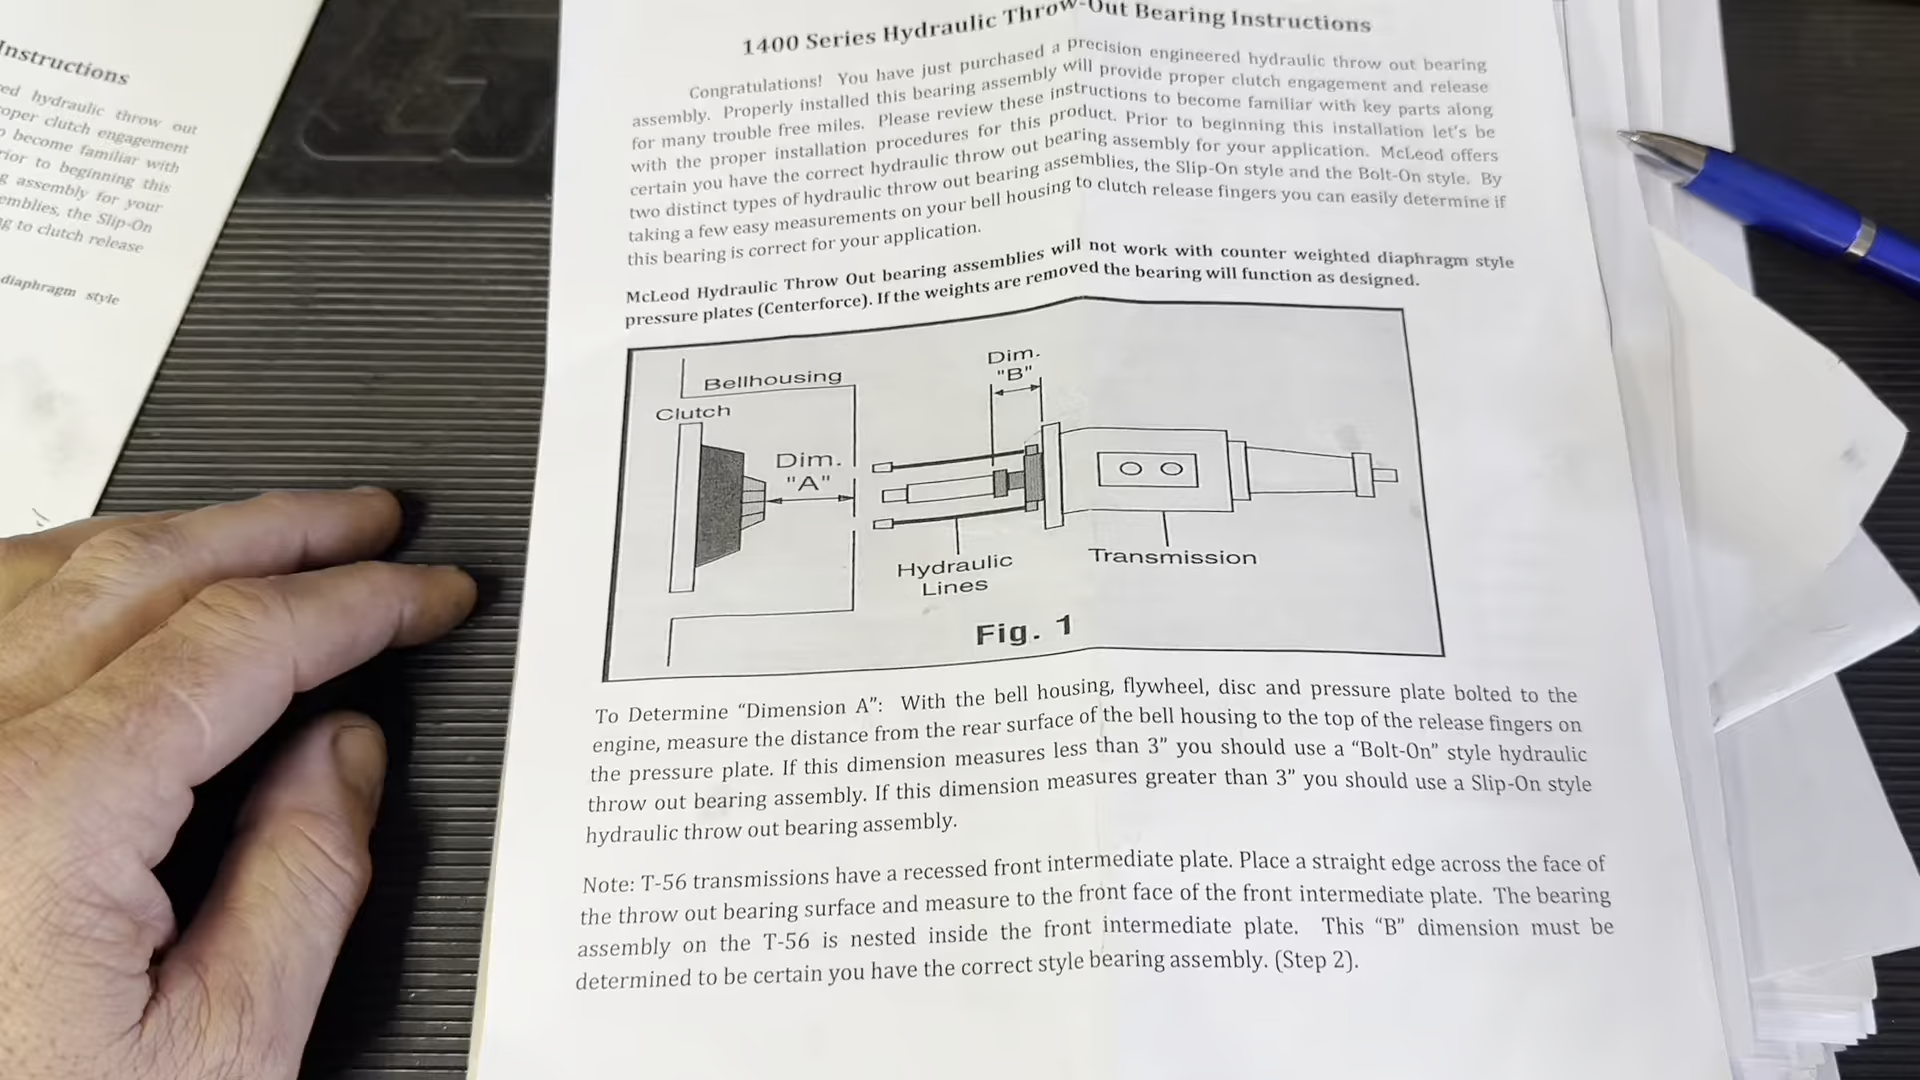 Instructions
ed hydraulic throw out
oper clutch engagement
become familiar with
rior to beginning this
g assembly for your
emblies, the Slip-On
ng to clutch release
diaphragm style
1400 Series Hydraulic Throw-Out Bearing Instructions
Congratulations! You have just purchased a precision engineered hydraulic throw out bearing
assembly. Properly installed this bearing assembly will provide proper clutch engagement and release
for many trouble free miles. Please review these instructions to become familiar with key parts along
with the proper installation procedures for this product. Prior to beginning this installation let's be
certain you have the correct hydraulic throw out bearing assembly for your application. McLeod offers
two distinct types of hydraulic throw out bearing assemblies, the Slip-On style and the Bolt-On style. By
taking a few easy measurements on your bell housing to clutch release fingers you can easily determine if
this bearing is correct for your application.
McLeod Hydraulic Throw Out bearing assemblies will not work with counter weighted diaphragm style
pressure plates (Centerforce). If the weights are removed the bearing will function as designed.
Dim.
"B"
Bellhousing
Clutch
Dim.
"A"
Hydraulic
Lines
Transmission
Fig. 1
To Determine “Dimension A”: With the bell housing, flywheel, disc and pressure plate bolted to the
engine, measure the distance from the rear surface of the bell housing to the top of the release fingers on
the pressure plate. If this dimension measures less than 3” you should use a “Bolt-On” style hydraulic
throw out bearing assembly. If this dimension measures greater than 3” you should use a Slip-On style
hydraulic throw out bearing assembly.
Note: T-56 transmissions have a recessed front intermediate plate. Place a straight edge across the face of
the throw out bearing surface and measure to the front face of the front intermediate plate. The bearing
assembly on the T-56 is nested inside the front intermediate plate. This “B” dimension must be
determined to be certain you have the correct style bearing assembly. (Step 2).